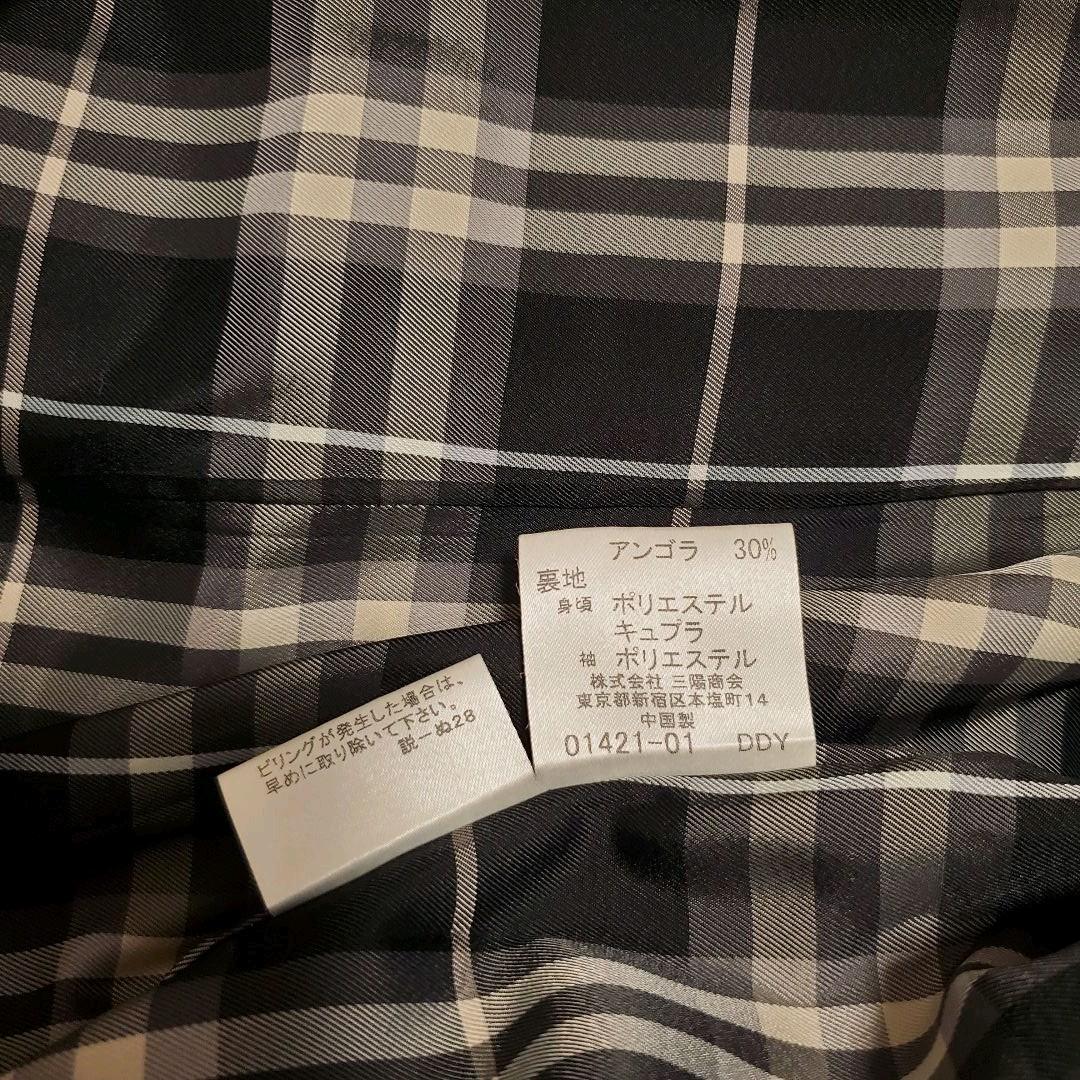 アンゴラ 30%
裏地
身頃 ポリエステル
キュプラ
袖 ポリエステル
株式会社 三陽商会
東京都新宿区本塩町14
中国製
01421-01 DDY
ピリングが発生した場合は、
早めに取り除いて下さい。
説ーぬ28